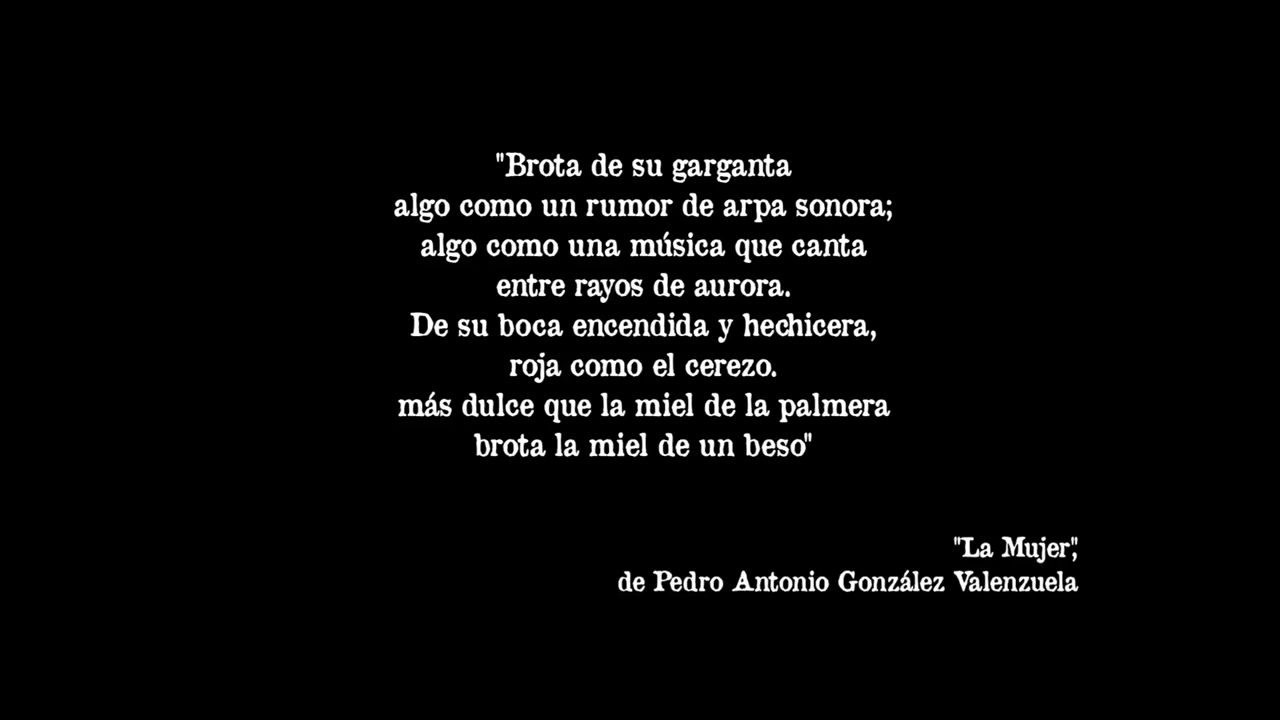 "Brota de su garganta
algo como un rumor de arpa sonora;
algo como una música que canta
entre rayos de aurora.
De su boca encendida y hechicera,
roja como el cerezo.
más dulce que la miel de la palmera
brota la miel de un beso"
"La Mujer",
de Pedro Antonio González Valenzuela